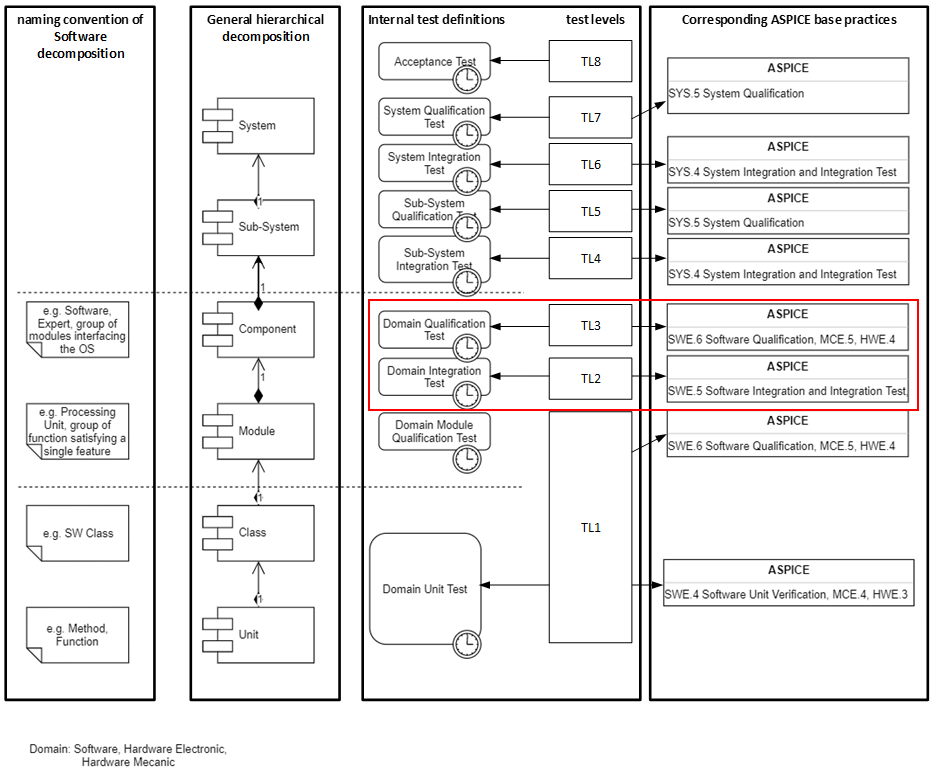 naming convention of
Software
decomposition
General hierarchical
decomposition
Internal test definitions
test levels
Corresponding ASPICE base practices
e.g. Software,
Expert, group of
modules interfacing
the OS
e.g. Processing
Unit, group of
function satisfying a
single feature
e.g. SW Class
e.g. Method,
Function
System
1
Sub-System
1
Component
1
Module
1
Class
1
Unit
Acceptance Test
System Qualification
Test
System Integration
Test
Sub-System
Qualification Test
Sub-System
Integration Test
Domain Qualification
Test
Domain Integration
Test
Domain Module
Qualification Test
Domain Unit Test
TL8
TL7
TL6
TL5
TL4
TL3
TL2
TL1
ASPICE
SYS.5 System Qualification
ASPICE
SYS.4 System Integration and Integration Test
ASPICE
SYS.5 System Qualification
ASPICE
SYS.4 System Integration and Integration Test
ASPICE
SWE.6 Software Qualification, MCE.5, HWE.4
ASPICE
SWE.5 Software Integration and Integration Test,
ASPICE
SWE.6 Software Qualification, MCE.5, HWE.4
ASPICE
SWE.4 Software Unit Verification, MCE.4, HWE.3
Domain: Software, Hardware Electronic,
Hardware Mecanic